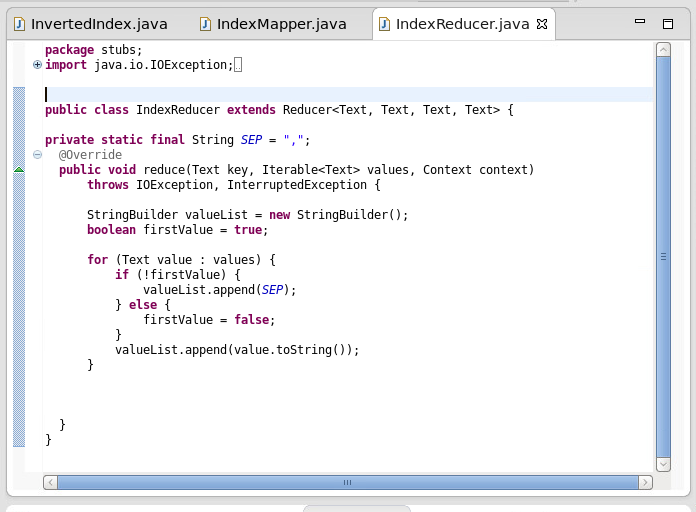 InvertedIndex.java IndexMapper.java IndexReducer.java
package stubs;
import java.io.IOException;
public class IndexReducer extends Reducer<Text, Text, Text, Text> {
private static final String SEP = ",";
@Override
public void reduce(Text key, Iterable<Text> values, Context context)
throws IOException, InterruptedException {
StringBuilder valueList = new StringBuilder();
boolean firstValue = true;
for (Text value : values) {
if (!firstValue) {
valueList.append(SEP);
} else {
firstValue = false;
}
valueList.append(value.toString());
}
}
}